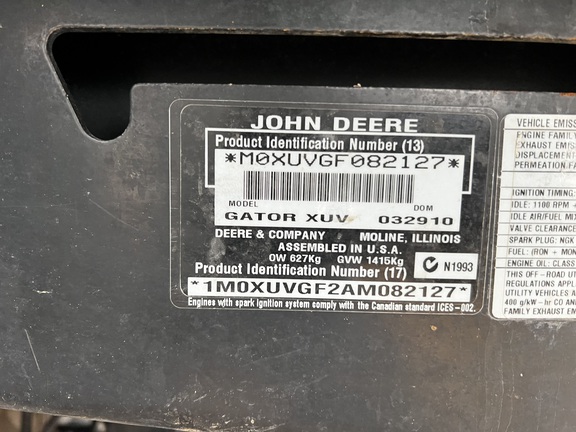 JOHN DEERE
Product Identification Number (13)
*M0XUVGF082127*
MODEL DOM
GATOR XUV 032910
DEERE & COMPANY MOLINE, ILLINOIS
ASSEMBLED IN U.S.A.
OW 627Kg GVW 1415Kg
N1993
Product Identification Number (17)
*1M0XUVGF2AM082127*
Engines with spark ignition system comply with the Canadian standard ICES-002.
VEHICLE EMISS
ENGINE FAMILY
EXHAUST EMIS
DISPLACEMENT
PERMEATION FA
IGNITION TIMING
IDLE: 1100 RPM
IDLE AIR/FUEL MIX
VALVE CLEARANCE
SPARK PLUG: NGK
FUEL: (RON + MON
ENGINE OIL: CLASS
THIS OFF - ROAD UT
REGULATIONS APPL
UTILITY VEHICLES A
400 g/kW - hr CO AND
FAMILY EXHAUST EM